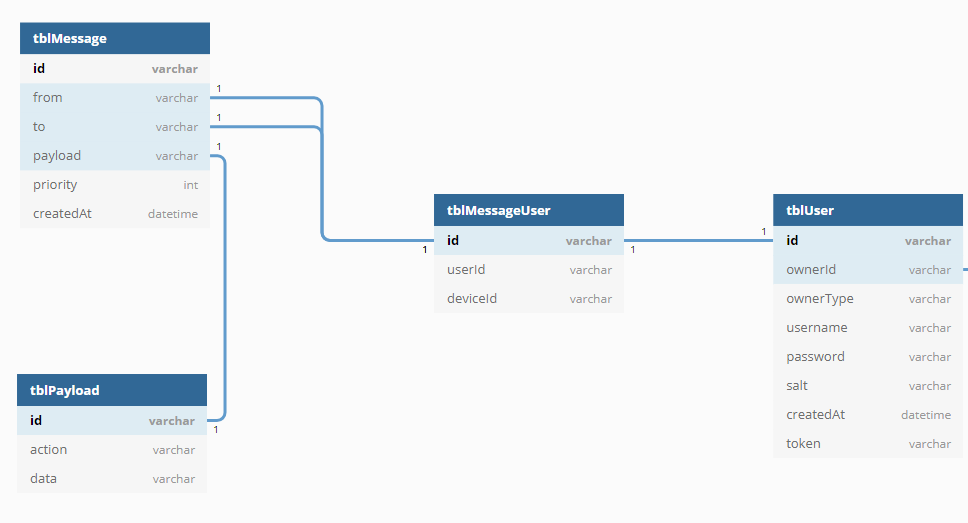 tblMessage
id varchar
from varchar 1
to varchar 1
payload varchar 1
priority int
createdAt datetime
tblMessageUser
1 id varchar 1
userId varchar
deviceId varchar
tblUser
1 id varchar
ownerId varchar
ownerType varchar
username varchar
password varchar
salt varchar
createdAt datetime
token varchar
tblPayload
id varchar 1
action varchar
data varchar